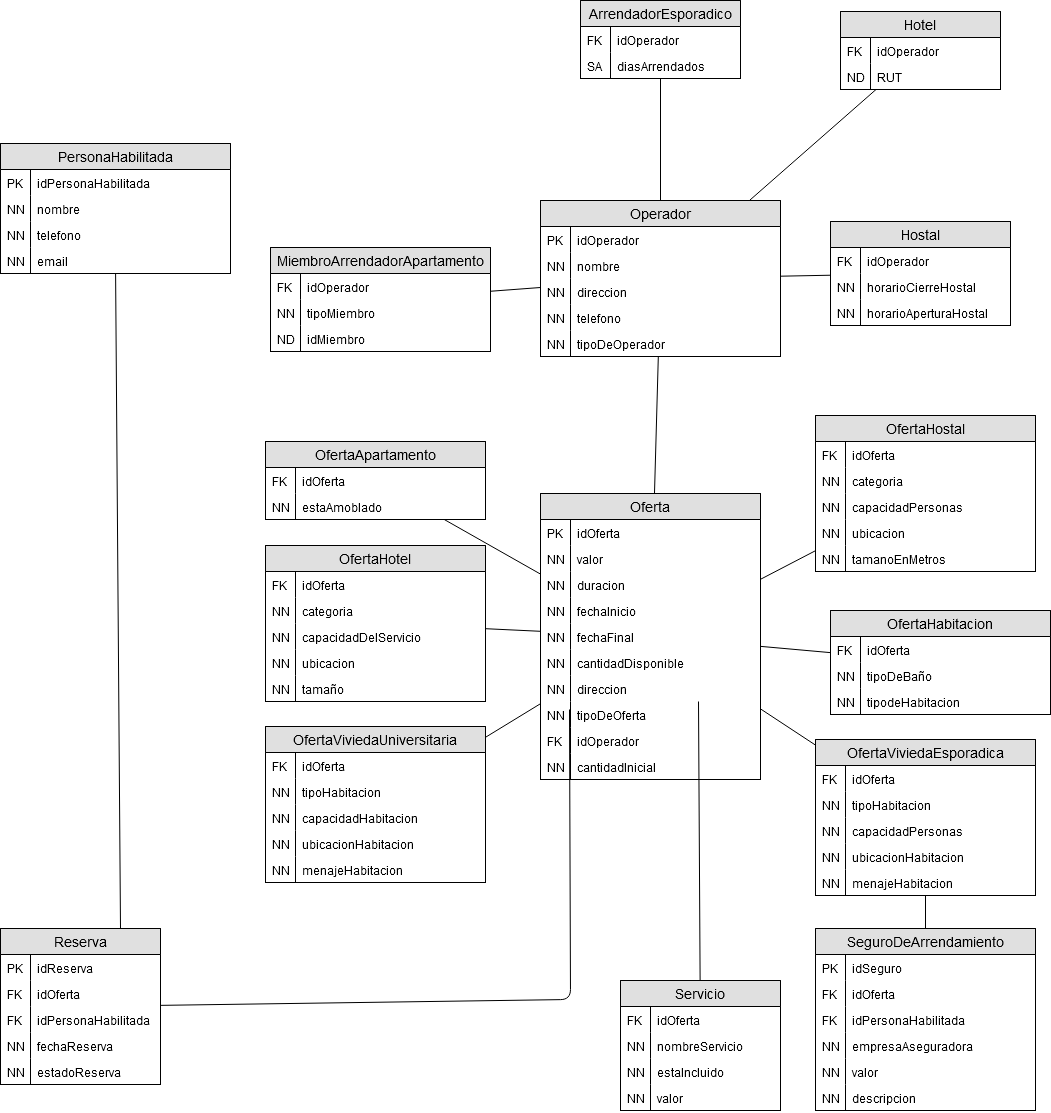 ArrendadorEsporadico
FK idOperador
SA diasArrendados
Hotel
FK idOperador
ND RUT
PersonaHabilitada
PK idPersonaHabilitada
NN nombre
NN telefono
NN email
Operador
PK idOperador
NN nombre
NN direccion
NN telefono
NN tipoDeOperador
Hostal
FK idOperador
NN horarioCierreHostal
NN horarioAperturaHostal
MiembroArrendadorApartamento
FK idOperador
NN tipoMiembro
ND idMiembro
OfertaApartamento
FK idOferta
NN estaAmoblado
OfertaHostal
FK idOferta
NN categoria
NN capacidadPersonas
NN ubicacion
NN tamanoEnMetros
Oferta
PK idOferta
NN valor
NN duracion
NN fechaInicio
NN fechaFinal
NN cantidadDisponible
NN direccion
NN tipoDeOferta
FK idOperador
NN cantidadInicial
OfertaHotel
FK idOferta
NN categoria
NN capacidadDelServicio
NN ubicacion
NN tamaño
OfertaHabitacion
FK idOferta
NN tipoDeBaño
NN tipodeHabitacion
OfertaViviedaUniversitaria
FK idOferta
NN tipoHabitacion
NN capacidadHabitacion
NN ubicacionHabitacion
NN menajeHabitacion
OfertaViviedaEsporadica
FK idOferta
NN tipoHabitacion
NN capacidadPersonas
NN ubicacionHabitacion
NN menajeHabitacion
Reserva
PK idReserva
FK idOferta
FK idPersonaHabilitada
NN fechaReserva
NN estadoReserva
Servicio
FK idOferta
NN nombreServicio
NN estaIncluido
NN valor
SeguroDeArrendamiento
PK idSeguro
FK idOferta
FK idPersonaHabilitada
NN empresaAseguradora
NN valor
NN descripcion